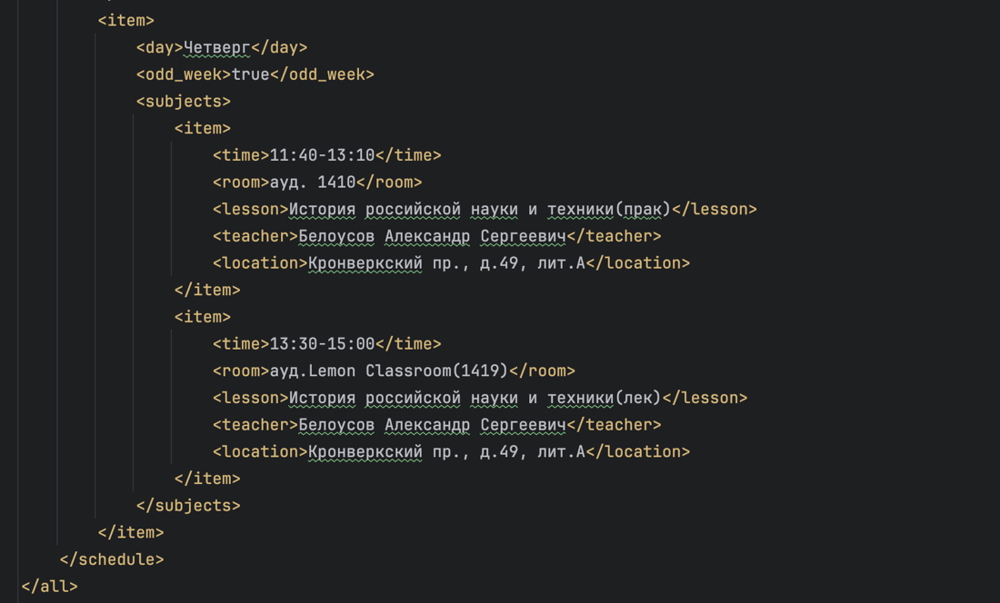 <item>
<day>Четверг</day>
<odd_week>true</odd_week>
<subjects>
<item>
<time>11:40-13:10</time>
<room>ауд. 1410</room>
<lesson>История российской науки и техники(прак)</lesson>
<teacher>Белоусов Александр Сергеевич</teacher>
<location>Кронверкский пр., д.49, лит.А</location>
</item>
<item>
<time>13:30-15:00</time>
<room>ауд.Lemon Classroom(1419)</room>
<lesson>История российской науки и техники(лек)</lesson>
<teacher>Белоусов Александр Сергеевич</teacher>
<location>Кронверкский пр., д.49, лит.А</location>
</item>
</subjects>
</item>
</schedule>
</all>